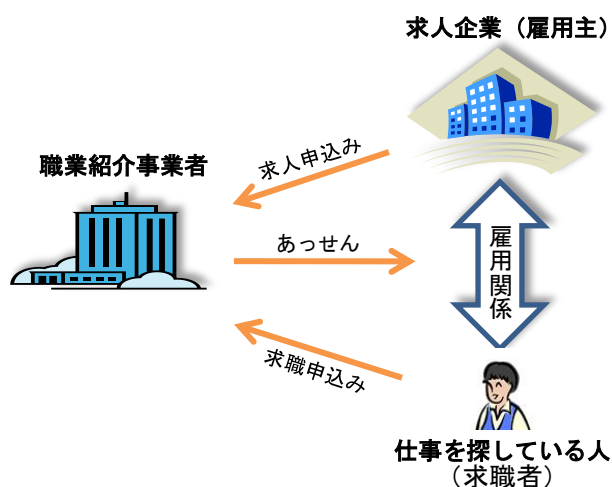 求人企業（雇用主）
職業紹介事業者
求人申込み
あっせん
雇用関係
求職申込み
仕事を探している人
（求職者）